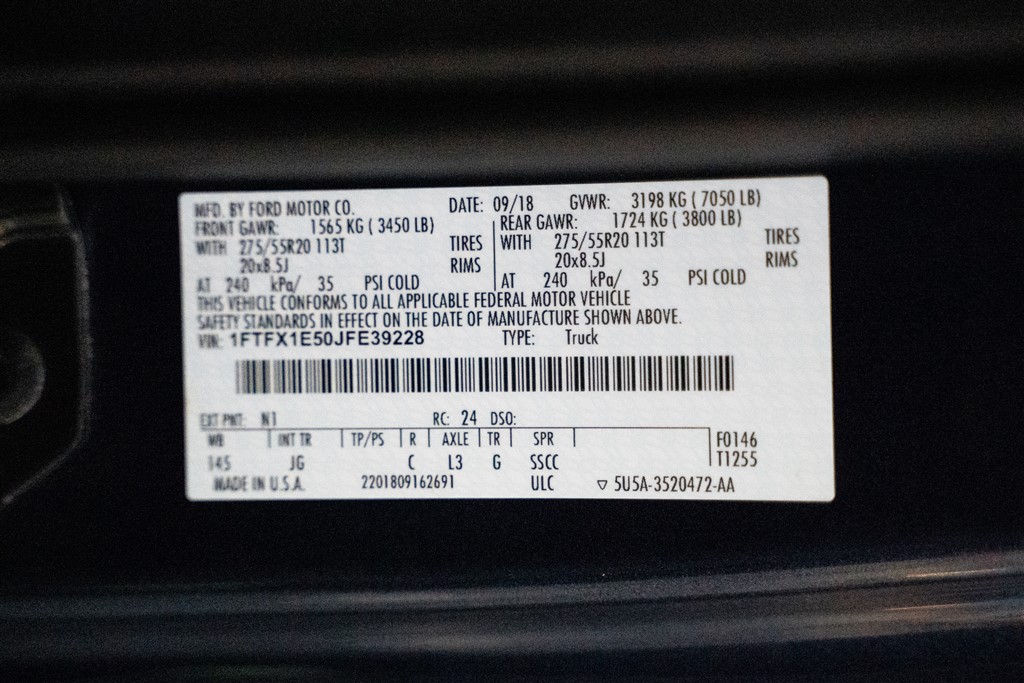 MFD. BY FORD MOTOR CO. DATE: 09/18 GVWR: 3198 KG ( 7050 LB)
FRONT GAWR: 1565 KG ( 3450 LB) REAR GAWR: 1724 KG ( 3800 LB)
WITH 275/55R20 113T TIRES WITH 275/55R20 113T TIRES
20x8.5J RIMS 20x8.5J RIMS
AT 240 kPa/ 35 PSI COLD AT 240 kPa/ 35 PSI COLD
THIS VEHICLE CONFORMS TO ALL APPLICABLE FEDERAL MOTOR VEHICLE
SAFETY STANDARDS IN EFFECT ON THE DATE OF MANUFACTURE SHOWN ABOVE.
VIN: 1FTFX1E50JFE39228 TYPE: Truck
EXT PNT: N1 RC: 24 DSO:
WB INT TR TP/PS R AXLE TR SPR F0146
145 JG C L3 G SSCC T1255
MADE IN U.S.A. 2201809162691 ULC ▽ 5U5A-3520472-AA